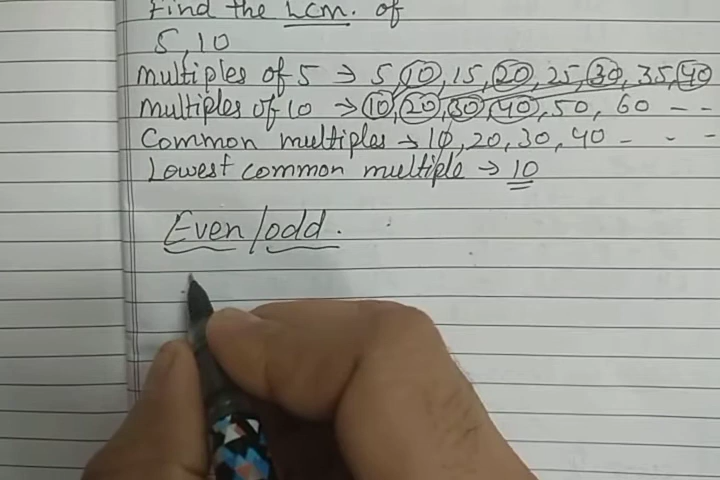 Find the LCM. of
5, 10
multiples of 5 → 5, 10, 15, 20, 25, 30, 35, 40
multiples of 10 → 10, 20, 30, 40, 50, 60 - -
Common multiples → 10, 20, 30, 40 - - -
Lowest common multiple → 10
Even/odd.